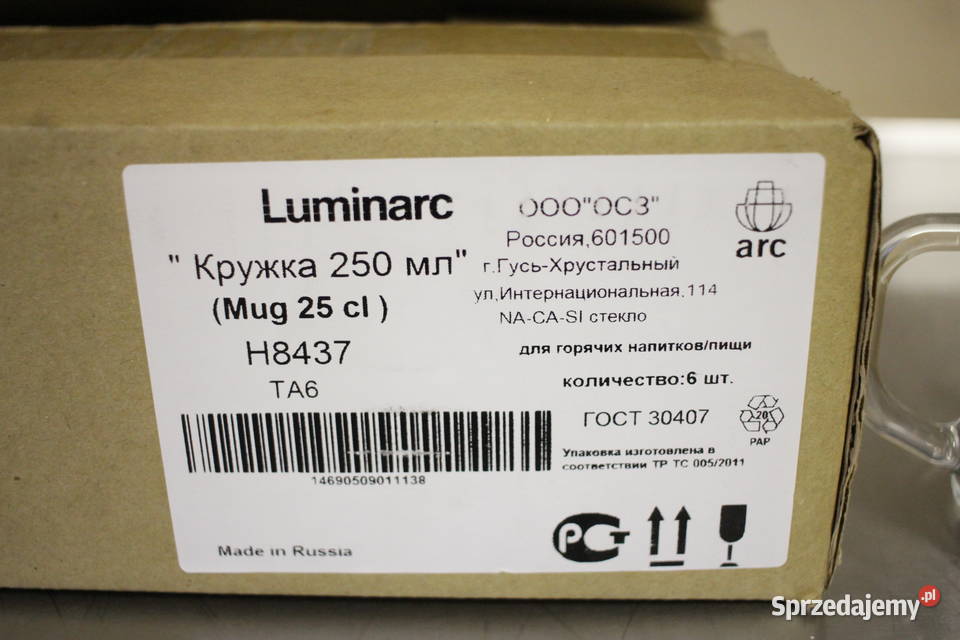 Luminarc
" Кружка 250 мл"
(Mug 25 cl )
H8437
TA6
14690509011138
Made in Russia
ООО"ОСЗ"
Россия,601500
г.Гусь-Хрустальный
ул.Интернациональная,114
NA-CA-SI стекло
для горячих напитков/пищи
количество:6 шт.
ГОСТ 30407
Упаковка изготовлена в
соответствии ТР ТС 005/2011
arc
20
PAP
РСТ
Sprzedajemy.pl